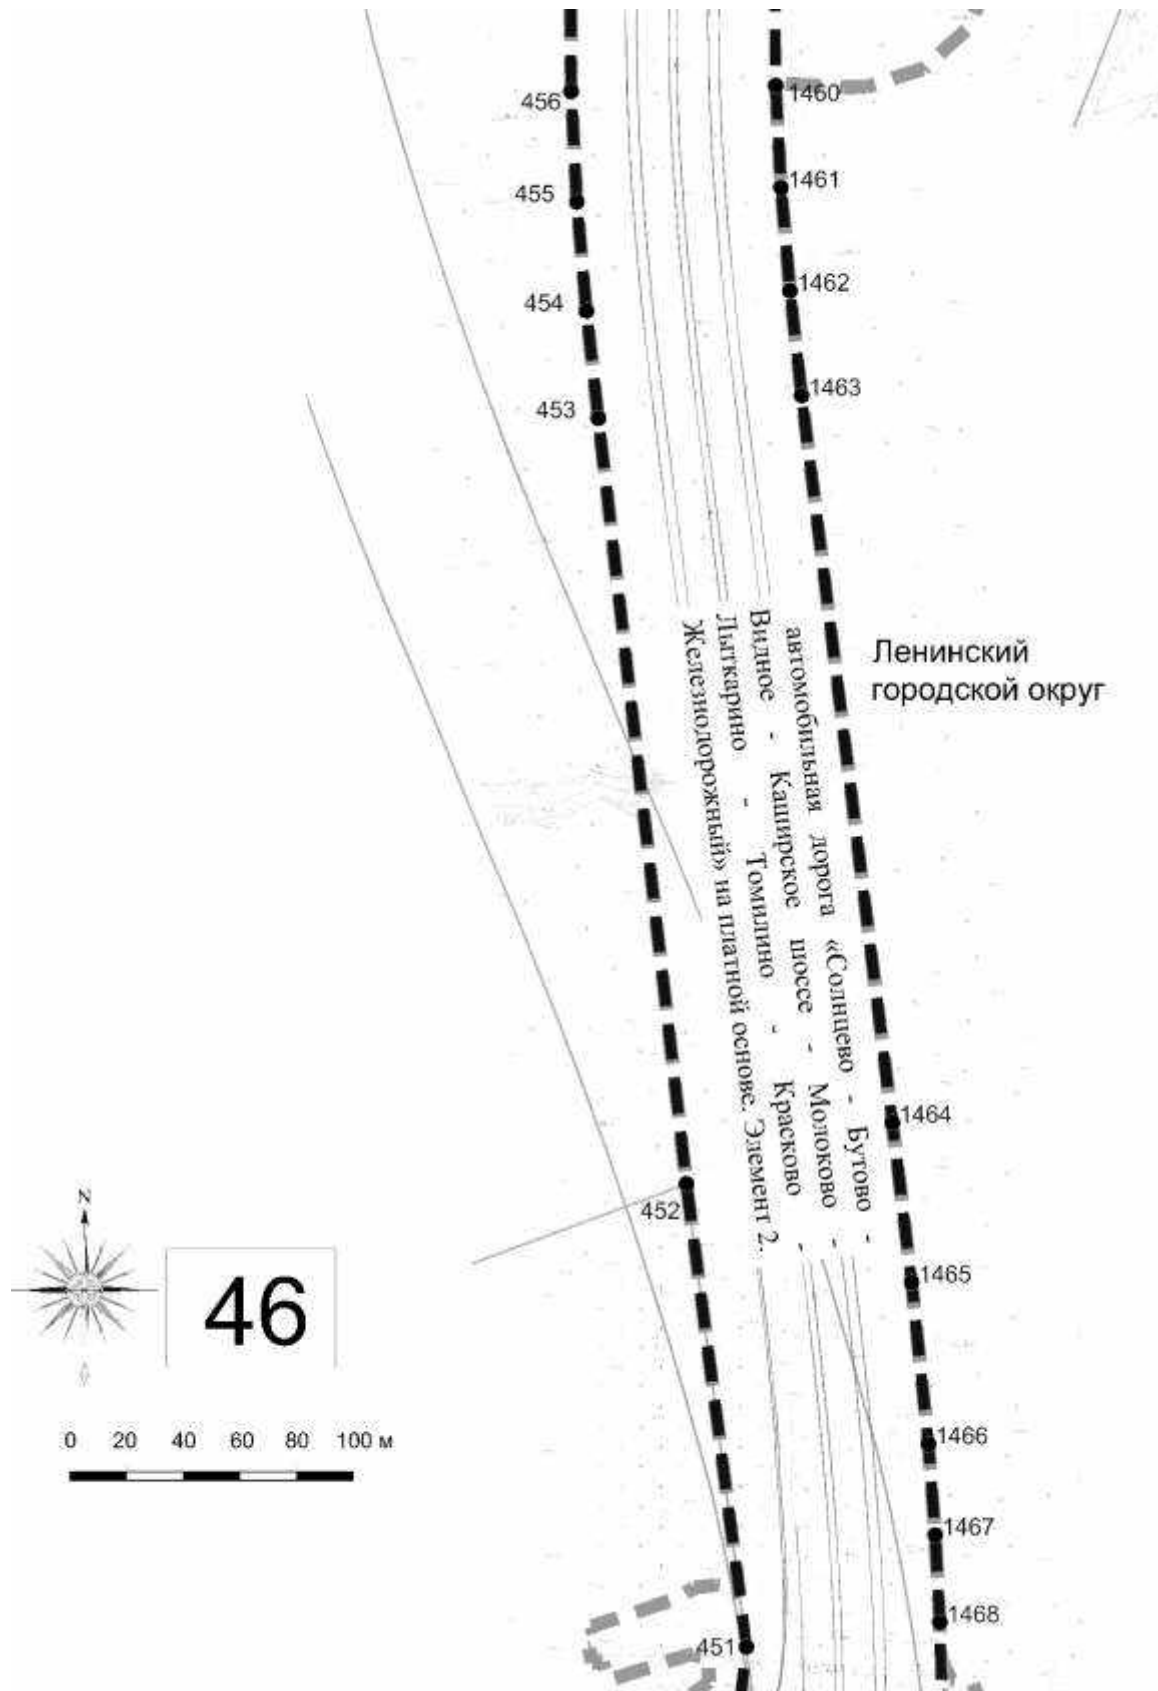 456
1460
455
1461
454
1462
453
1463
Ленинский
городской округ
автомобильная дорога «Солнцево - Бутово -
Видное - Каширское шоссе - Молоково -
Лыткарино - Томилино - Красково -
Железнодорожный» на платной основе. Элемент 2.
1464
452
N
46
1465
0 20 40 60 80 100 м
1466
1467
1468
451